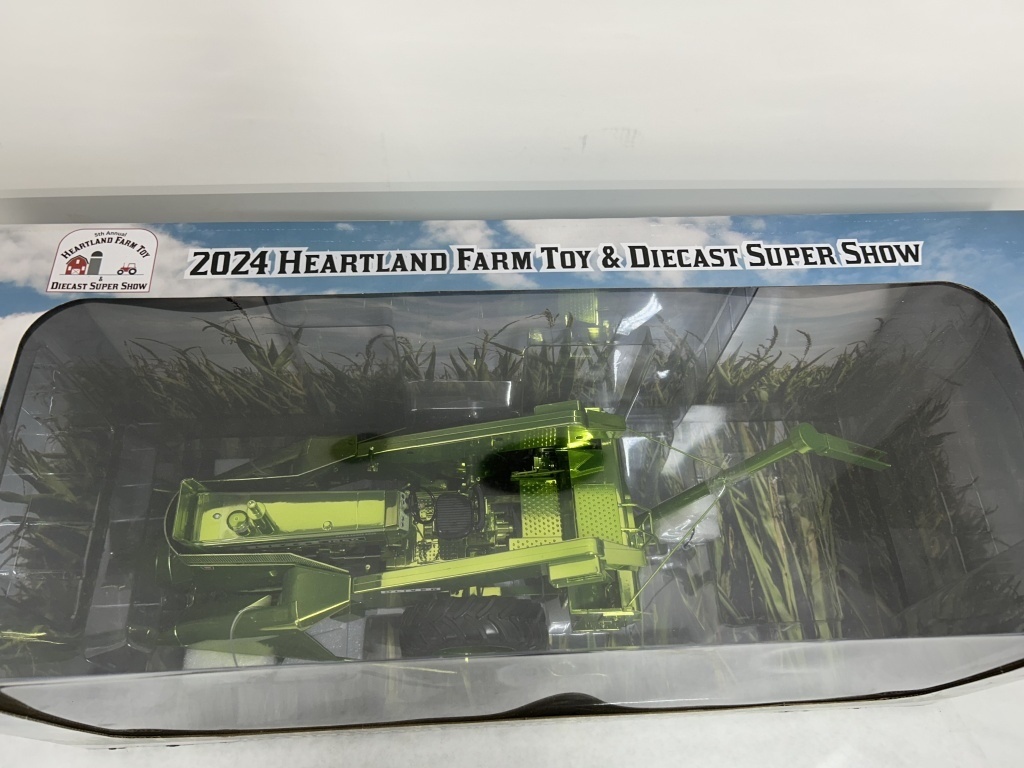 5th Annual
HEARTLAND FARM TOY
&
DIECAST SUPER SHOW
2024 HEARTLAND FARM TOY & DIECAST SUPER SHOW